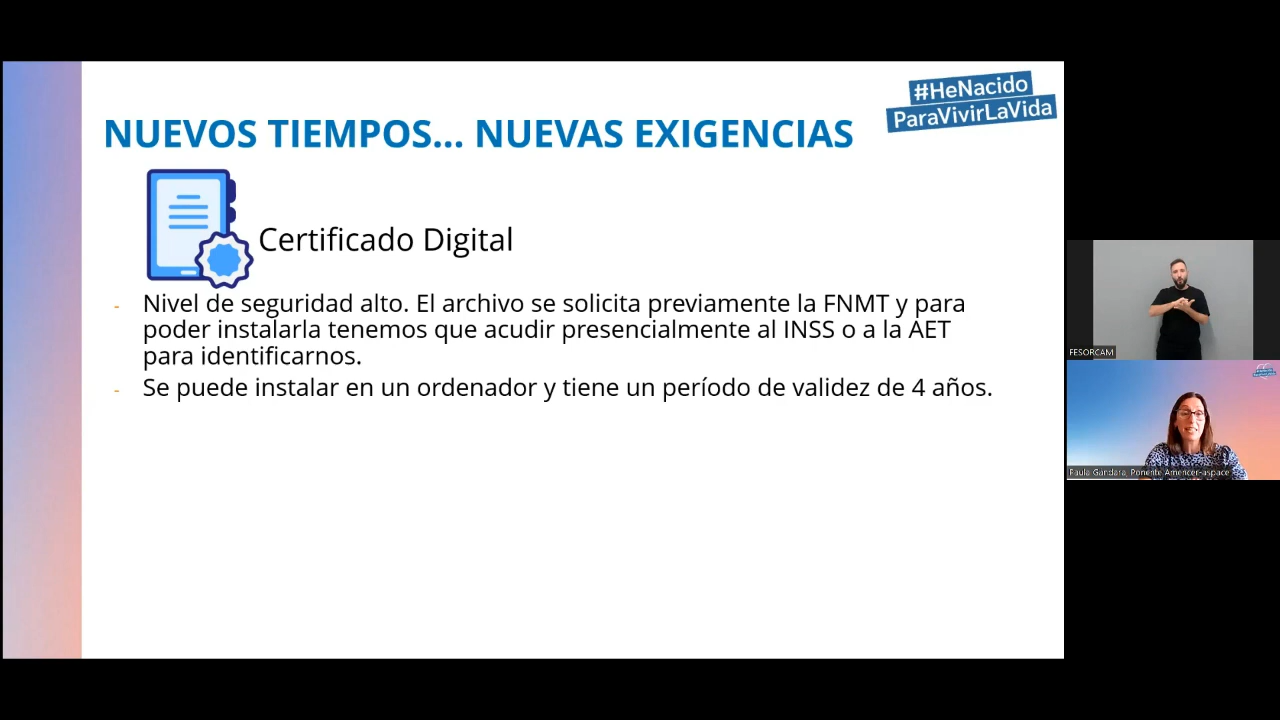 #HeNacido
ParaVivirLaVida
NUEVOS TIEMPOS... NUEVAS EXIGENCIAS
Certificado Digital
- Nivel de seguridad alto. El archivo se solicita previamente la FNMT y para
poder instalarla tenemos que acudir presencialmente al INSS o a la AET
para identificarnos.
- Se puede instalar en un ordenador y tiene un período de validez de 4 años.
FESORCAM
Paula Gándara, Ponente Amencer-aspace